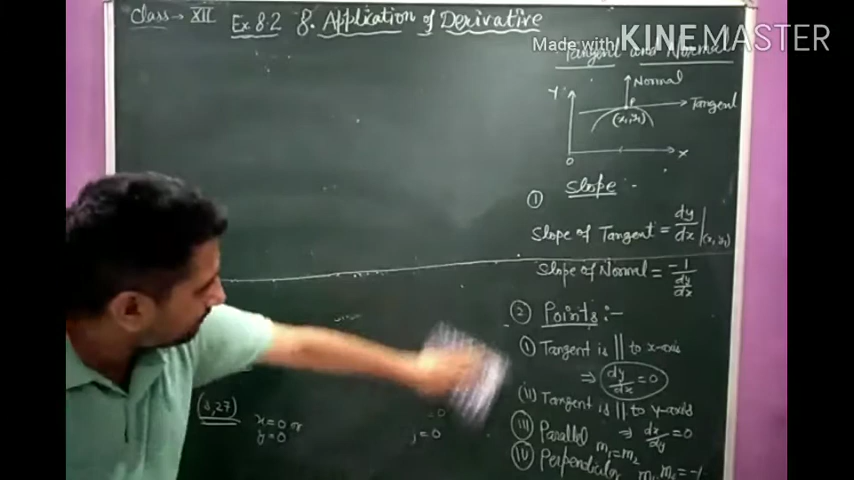 Class → XII
Ex 8.2 8. Application of Derivative
Made with KINEMASTER
Tangent and Normal
Normal
Y
P
Tangent
(x₁, y₁)
O
X
① Slope :-
Slope of Tangent = dy/dx |(x₁, y₁)
Slope of Normal = -1/(dy/dx)
② Points :-
(i) Tangent is || to x-axis
⇒ dy/dx = 0
(ii) Tangent is || to y-axis
⇒ dx/dy = 0
(iii) Parallel m₁=m₂
(iv) Perpendicular m₁ m₂ = -1
(3,27)
x=0 or
y=0
=0
y=0